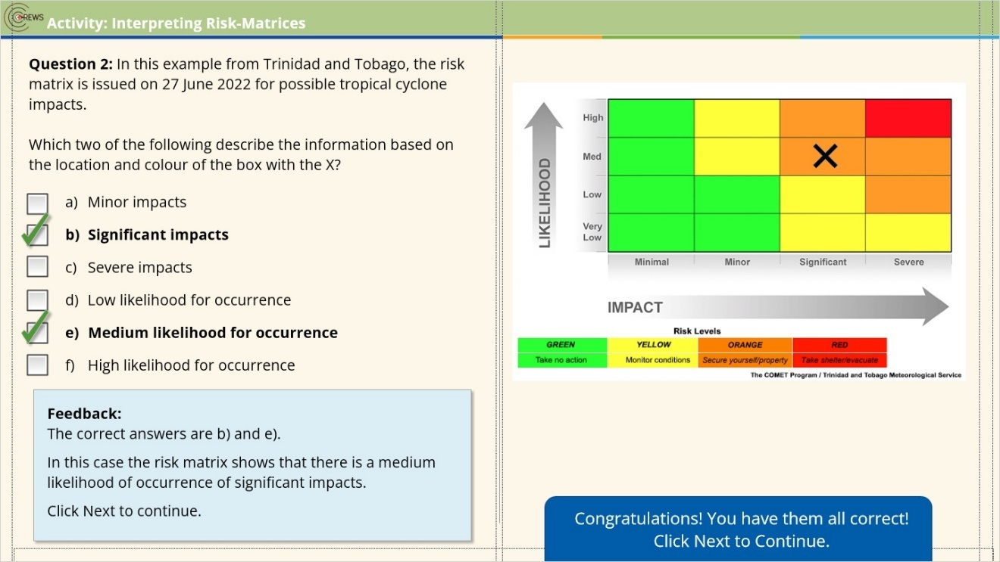 CREWS
Activity: Interpreting Risk-Matrices
Question 2: In this example from Trinidad and Tobago, the risk
matrix is issued on 27 June 2022 for possible tropical cyclone
impacts.
Which two of the following describe the information based on
the location and colour of the box with the X?
a) Minor impacts
b) Significant impacts
c) Severe impacts
d) Low likelihood for occurrence
e) Medium likelihood for occurrence
f) High likelihood for occurrence
Feedback:
The correct answers are b) and e).
In this case the risk matrix shows that there is a medium
likelihood of occurrence of significant impacts.
Click Next to continue.
LIKELIHOOD
High
Med
Low
Very
Low
Minimal Minor Significant Severe
IMPACT
Risk Levels
GREEN YELLOW ORANGE RED
Take no action Monitor conditions Secure yourself/property Take shelter/evacuate
The COMET Program / Trinidad and Tobago Meteorological Service
Congratulations! You have them all correct!
Click Next to Continue.